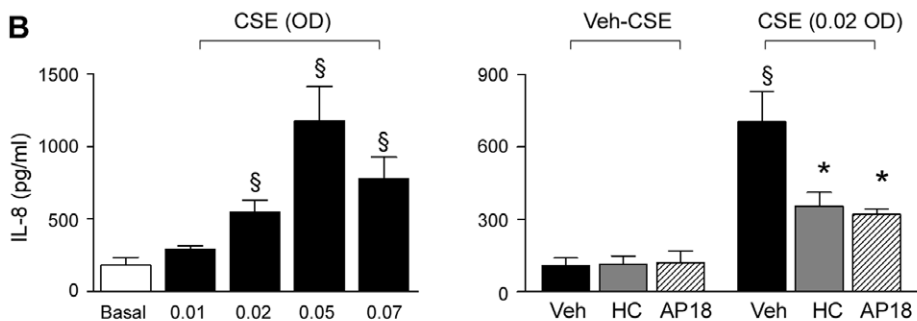 B
CSE (OD)
IL-8 (pg/ml)
1500
1000
500
0
§
§
§
Basal 0.01 0.02 0.05 0.07
Veh-CSE CSE (0.02 OD)
900
600
300
0
§
*
*
Veh HC AP18 Veh HC AP18